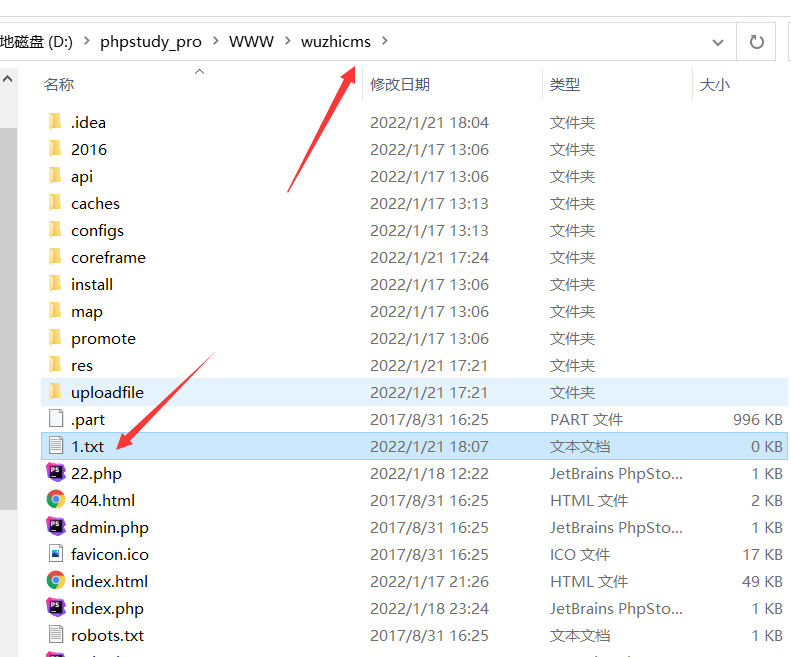 地磁盘 (D:) > phpstudy_pro > WWW > wuzhicms >
名称 修改日期 类型 大小
.idea 2022/1/21 18:04 文件夹
2016 2022/1/17 13:06 文件夹
api 2022/1/17 13:06 文件夹
caches 2022/1/17 13:13 文件夹
configs 2022/1/17 13:13 文件夹
coreframe 2022/1/21 17:24 文件夹
install 2022/1/17 13:06 文件夹
map 2022/1/17 13:06 文件夹
promote 2022/1/17 13:06 文件夹
res 2022/1/21 17:21 文件夹
uploadfile 2022/1/21 17:21 文件夹
.part 2017/8/31 16:25 PART 文件 996 KB
1.txt 2022/1/21 18:07 文本文档 0 KB
22.php 2022/1/18 12:22 JetBrains PhpSto... 1 KB
404.html 2017/8/31 16:25 HTML 文件 2 KB
admin.php 2017/8/31 16:25 JetBrains PhpSto... 1 KB
favicon.ico 2017/8/31 16:25 ICO 文件 17 KB
index.html 2022/1/17 21:26 HTML 文件 49 KB
index.php 2022/1/18 23:24 JetBrains PhpSto... 1 KB
robots.txt 2017/8/31 16:25 文本文档 1 KB